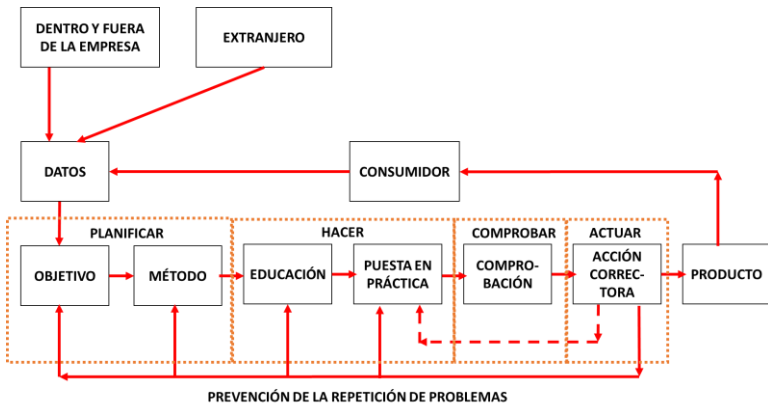 DENTRO Y FUERA
DE LA EMPRESA
EXTRANJERO
DATOS
CONSUMIDOR
PLANIFICAR
HACER
COMPROBAR
ACTUAR
OBJETIVO
MÉTODO
EDUCACIÓN
PUESTA EN
PRÁCTICA
COMPRO-
BACIÓN
ACCIÓN
CORREC-
TORA
PRODUCTO
PREVENCIÓN DE LA REPETICIÓN DE PROBLEMAS